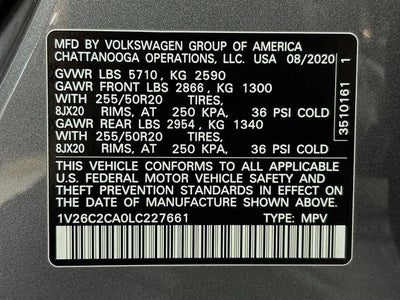 MFD BY VOLKSWAGEN GROUP OF AMERICA
CHATTANOOGA OPERATIONS, LLC. USA 08/2020
GVWR LBS 5710, KG 2590
GAWR FRONT LBS 2866, KG 1300
WITH 255/50R20 TIRES,
8JX20 RIMS, AT 250 KPA, 36 PSI COLD
GAWR REAR LBS 2954, KG 1340
WITH 255/50R20 TIRES,
8JX20 RIMS, AT 250 KPA, 36 PSI COLD
THIS VEHICLE CONFORMS TO ALL APPLICABLE
U.S. FEDERAL MOTOR VEHICLE SAFETY AND
THEFT PREVENTION STANDARDS IN EFFECT ON THE
DATE OF MANUFACTURE SHOWN ABOVE.
1V26C2CA0LC227661 TYPE: MPV
3510161 1